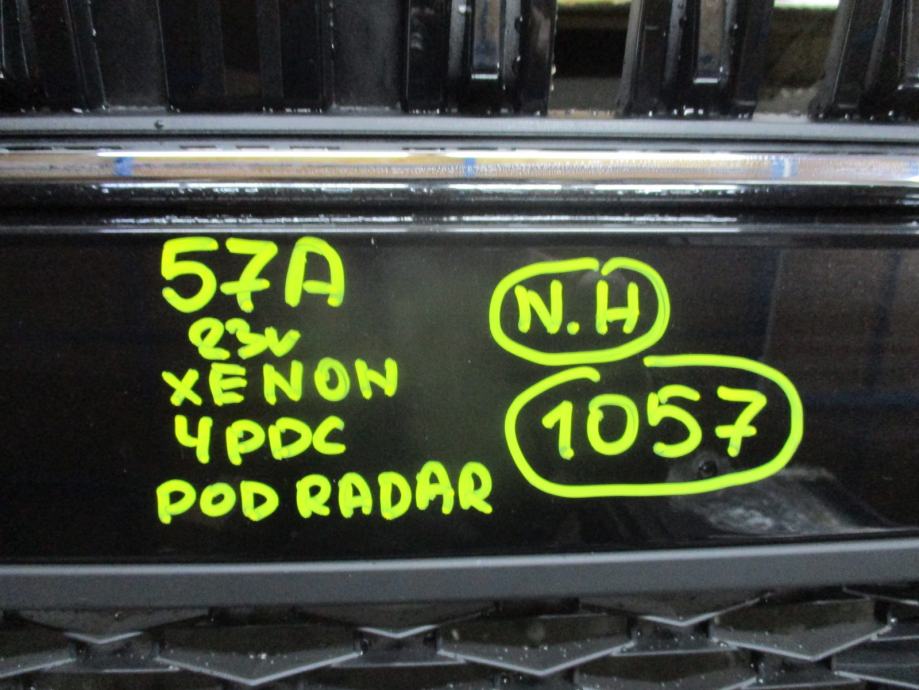 57A
23v
XENON
4PDC
POD RADAR
N.H
1057